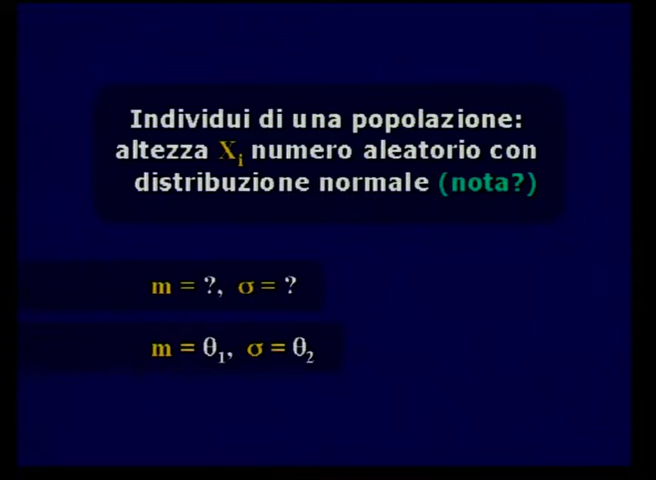 Individui di una popolazione:
altezza Xᵢ numero aleatorio con
distribuzione normale (nota?)
m = ?, σ = ?
m = θ₁, σ = θ₂